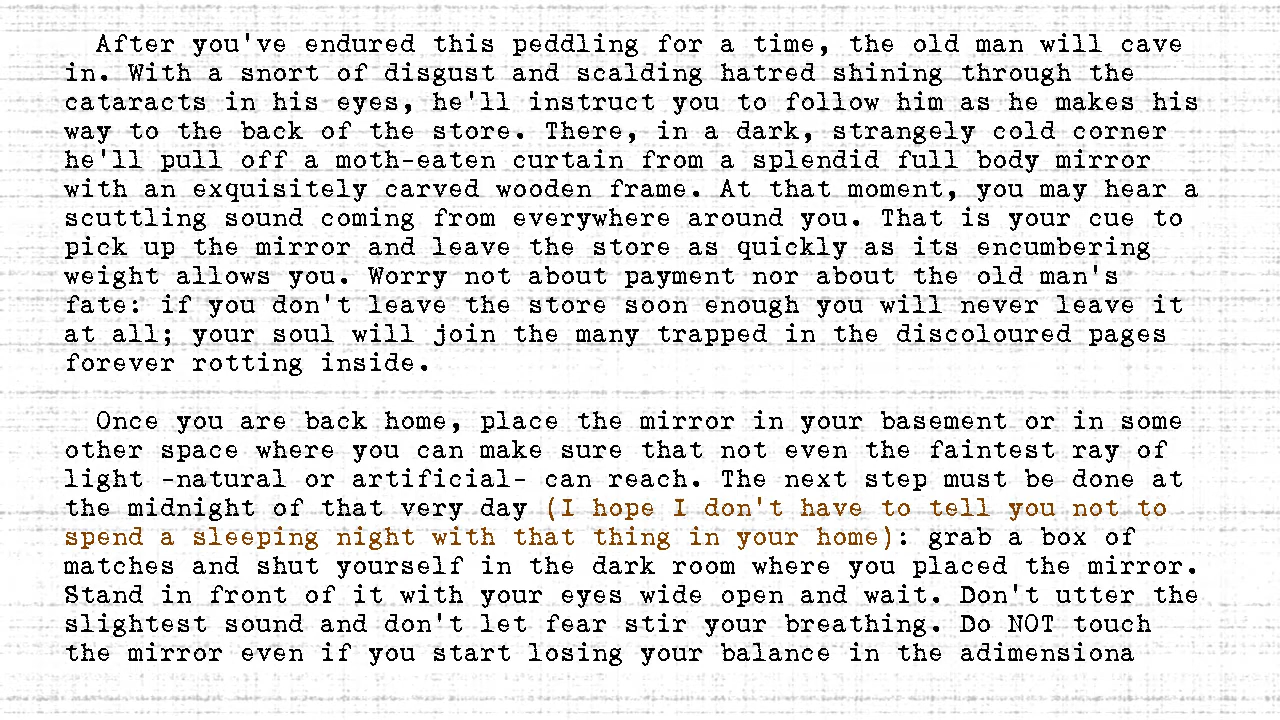 After you've endured this peddling for a time, the old man will cave
in. With a snort of disgust and scalding hatred shining through the
cataracts in his eyes, he'll instruct you to follow him as he makes his
way to the back of the store. There, in a dark, strangely cold corner
he'll pull off a moth-eaten curtain from a splendid full body mirror
with an exquisitely carved wooden frame. At that moment, you may hear a
scuttling sound coming from everywhere around you. That is your cue to
pick up the mirror and leave the store as quickly as its encumbering
weight allows you. Worry not about payment nor about the old man's
fate: if you don't leave the store soon enough you will never leave it
at all; your soul will join the many trapped in the discoloured pages
forever rotting inside.

Once you are back home, place the mirror in your basement or in some
other space where you can make sure that not even the faintest ray of
light -natural or artificial- can reach. The next step must be done at
the midnight of that very day (I hope I don't have to tell you not to
spend a sleeping night with that thing in your home): grab a box of
matches and shut yourself in the dark room where you placed the mirror.
Stand in front of it with your eyes wide open and wait. Don't utter the
slightest sound and don't let fear stir your breathing. Do NOT touch
the mirror even if you start losing your balance in the adimensiona